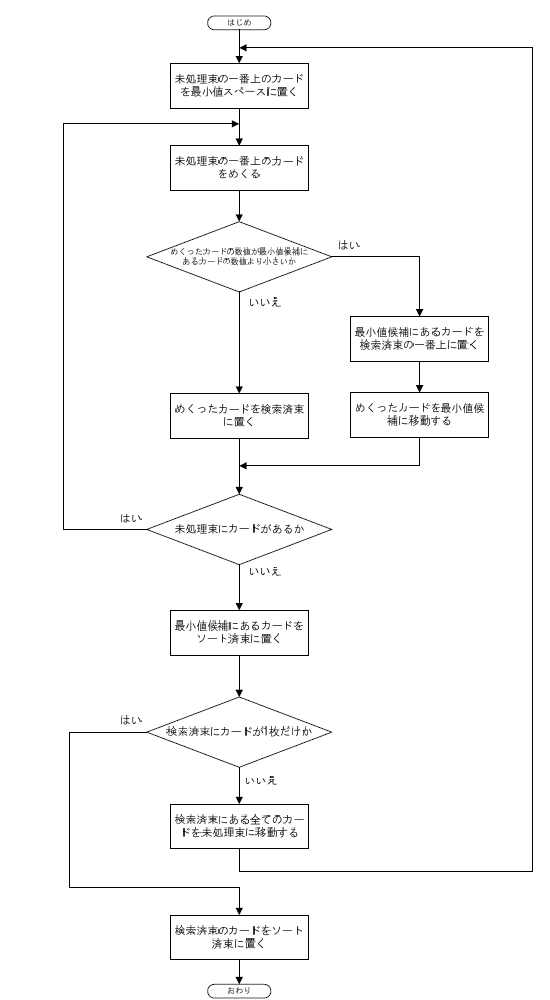 はじめ
未処理束の一番上のカード
を最小値スペースに置く
未処理束の一番上のカード
をめくる
めくったカードの数値が最小値候補に
あるカードの数値より小さいか
はい
いいえ
最小値候補にあるカードを
検索済束の一番上に置く
めくったカードを検索済束
に置く
めくったカードを最小値候
補に移動する
はい
未処理束にカードがあるか
いいえ
最小値候補にあるカードを
ソート済束に置く
はい
検索済束にカードが1枚だけか
いいえ
検索済束にある全てのカー
ドを未処理束に移動する
検索済束のカードをソート
済束に置く
おわり